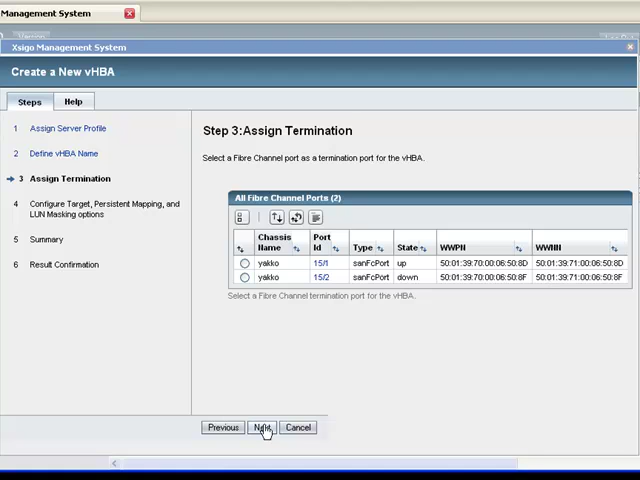 Management System
Xsigo Management System
Create a New vHBA
Steps Help
1 Assign Server Profile
2 Define vHBA Name
3 Assign Termination
4 Configure Target, Persistent Mapping, and
LUN Masking options
5 Summary
6 Result Confirmation
Step 3:Assign Termination
Select a Fibre Channel port as a termination port for the vHBA.
All Fibre Channel Ports (2)
Chassis Name Port Id Type State WWPN WWNN
yakko 15/1 sanFcPort up 50:01:39:70:00:06:50:8D 50:01:39:71:00:06:50:8D
yakko 15/2 sanFcPort down 50:01:39:70:00:06:50:8F 50:01:39:71:00:06:50:8F
Select a Fibre Channel termination port for the vHBA.
Previous Next Cancel